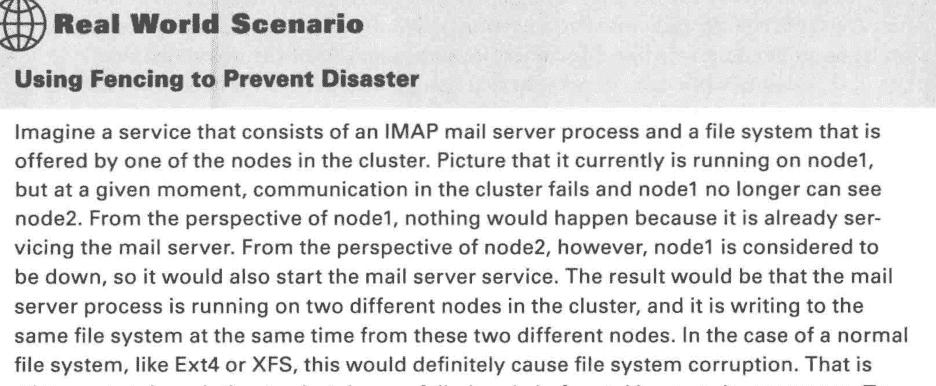 Real World Scenario
Using Fencing to Prevent Disaster
Imagine a service that consists of an IMAP mail server process and a file system that is
offered by one of the nodes in the cluster. Picture that it currently is running on node1,
but at a given moment, communication in the cluster fails and node1 no longer can see
node2. From the perspective of node1, nothing would happen because it is already ser-
vicing the mail server. From the perspective of node2, however, node1 is considered to
be down, so it would also start the mail server service. The result would be that the mail
server process is running on two different nodes in the cluster, and it is writing to the
same file system at the same time from these two different nodes. In the case of a normal
file system, like Ext4 or XFS, this would definitely cause file system corruption. That is